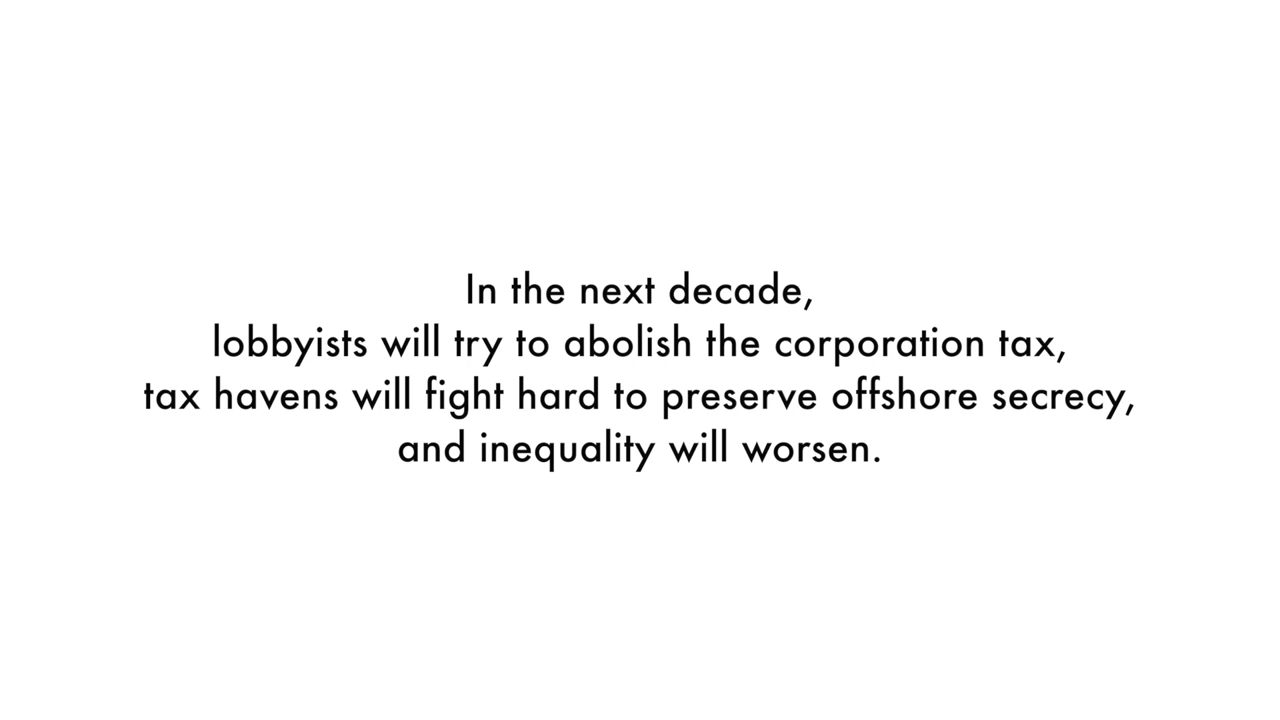 In the next decade,
lobbyists will try to abolish the corporation tax,
tax havens will fight hard to preserve offshore secrecy,
and inequality will worsen.